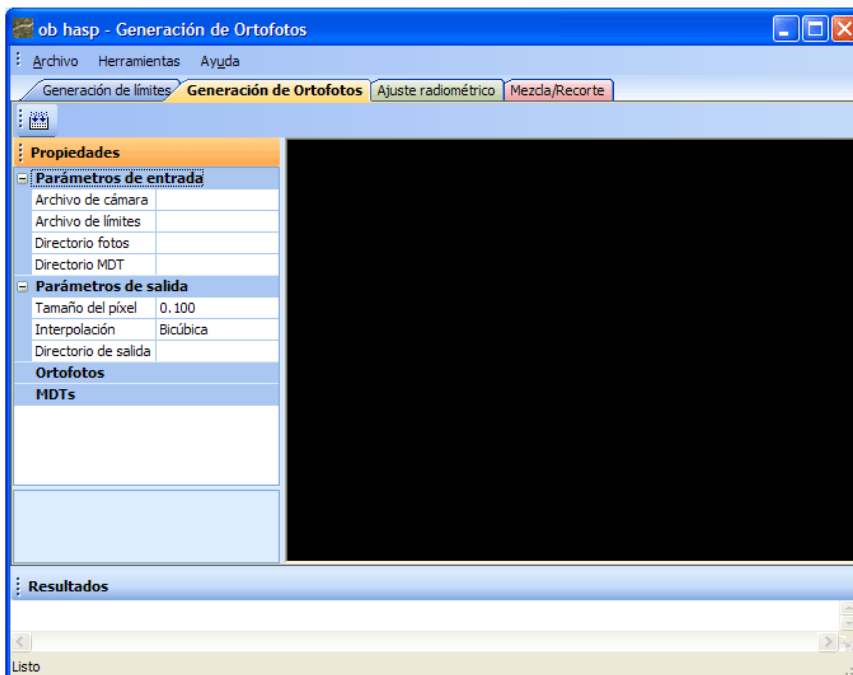 ob hasp - Generación de Ortofotos
Archivo Herramientas Ayuda
Generación de límites Generación de Ortofotos Ajuste radiométrico Mezcla/Recorte
Propiedades
Parámetros de entrada
Archivo de cámara
Archivo de límites
Directorio fotos
Directorio MDT
Parámetros de salida
Tamaño del píxel 0.100
Interpolación Bicúbica
Directorio de salida
Ortofotos
MDTs
Resultados
Listo